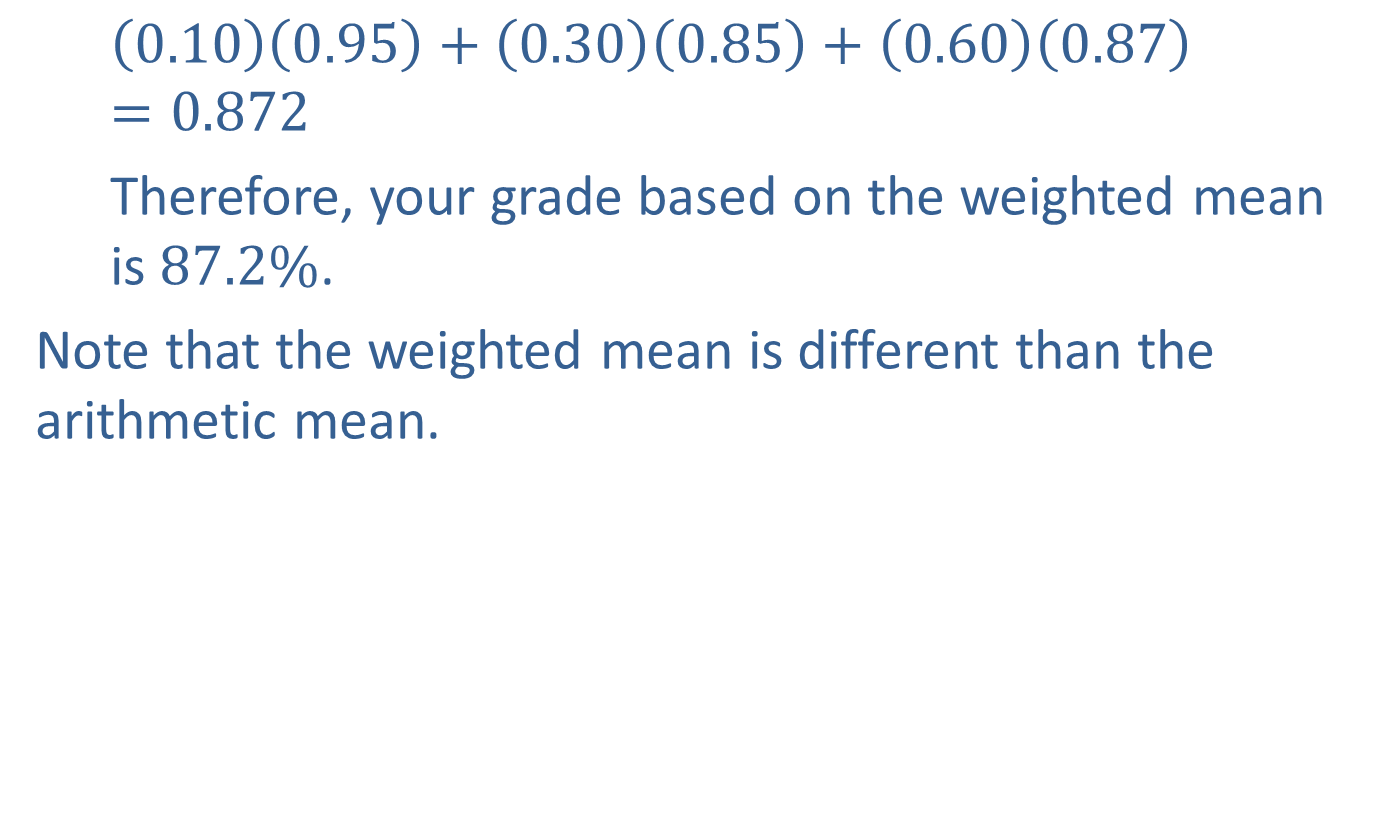 (0.10)(0.95) + (0.30)(0.85) + (0.60)(0.87)
= 0.872
Therefore, your grade based on the weighted mean
is 87.2%.
Note that the weighted mean is different than the
arithmetic mean.